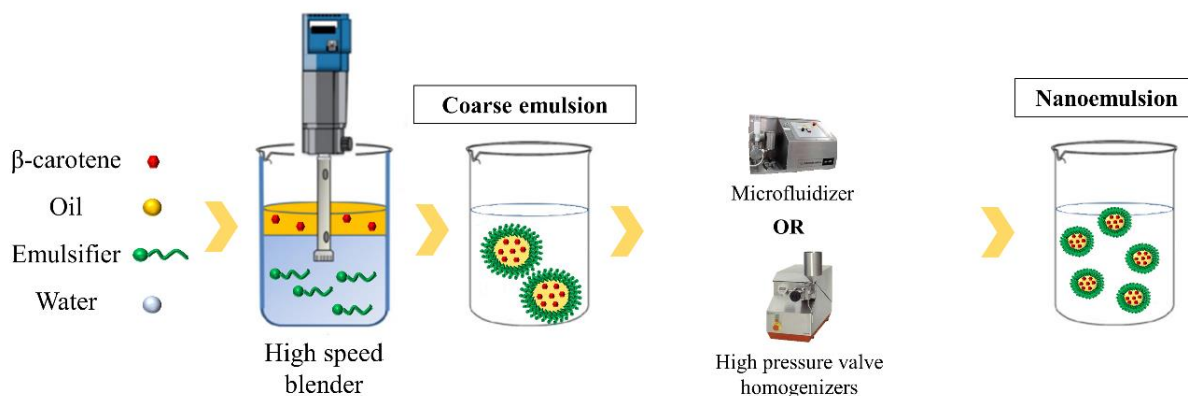 β-carotene
Oil
Emulsifier
Water
High speed
blender
Coarse emulsion
Microfluidizer
OR
High pressure valve
homogenizers
Nanoemulsion